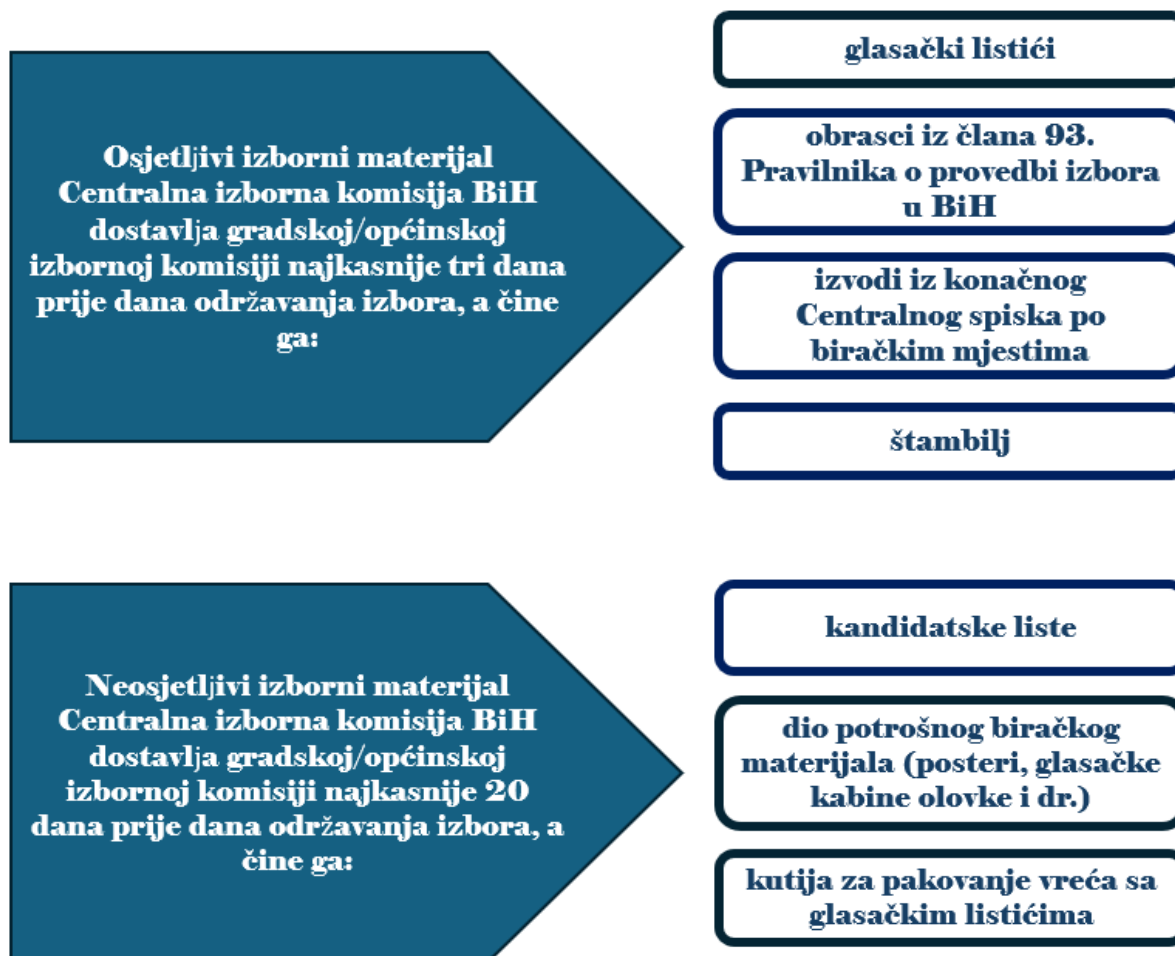 Osjetljivi izborni materijal
Centralna izborna komisija BiH
dostavlja gradskoj/općinskoj
izbornoj komisiji najkasnije tri dana
prije dana održavanja izbora, a čine
ga:
glasački listići
obrasci iz člana 93.
Pravilnika o provedbi izbora
u BiH
izvodi iz konačnog
Centralnog spiska po
biračkim mjestima
štambilj
Neosjetljivi izborni materijal
Centralna izborna komisija BiH
dostavlja gradskoj/općinskoj
izbornoj komisiji najkasnije 20
dana prije dana održavanja izbora, a
čine ga:
kandidatske liste
dio potrošnog biračkog
materijala (posteri, glasačke
kabine olovke i dr.)
kutija za pakovanje vreća sa
glasačkim listićima